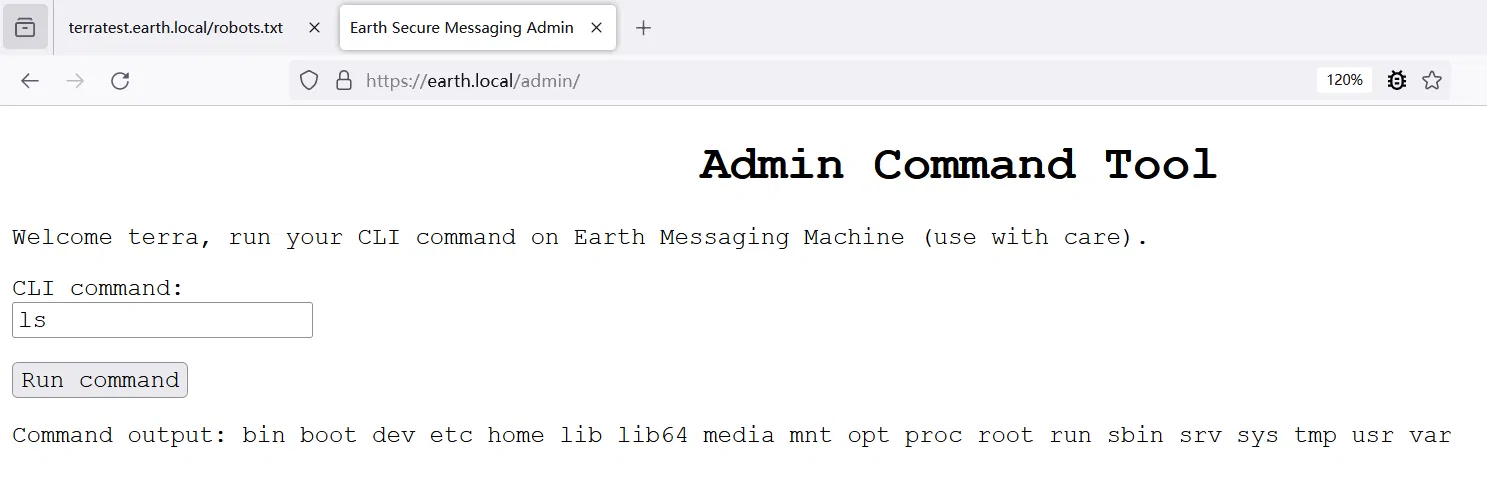 terratest.earth.local/robots.txt
Earth Secure Messaging Admin
https://earth.local/admin/
120%
Admin Command Tool
Welcome terra, run your CLI command on Earth Messaging Machine (use with care).
CLI command:
ls
Run command
Command output: bin boot dev etc home lib lib64 media mnt opt proc root run sbin srv sys tmp usr var